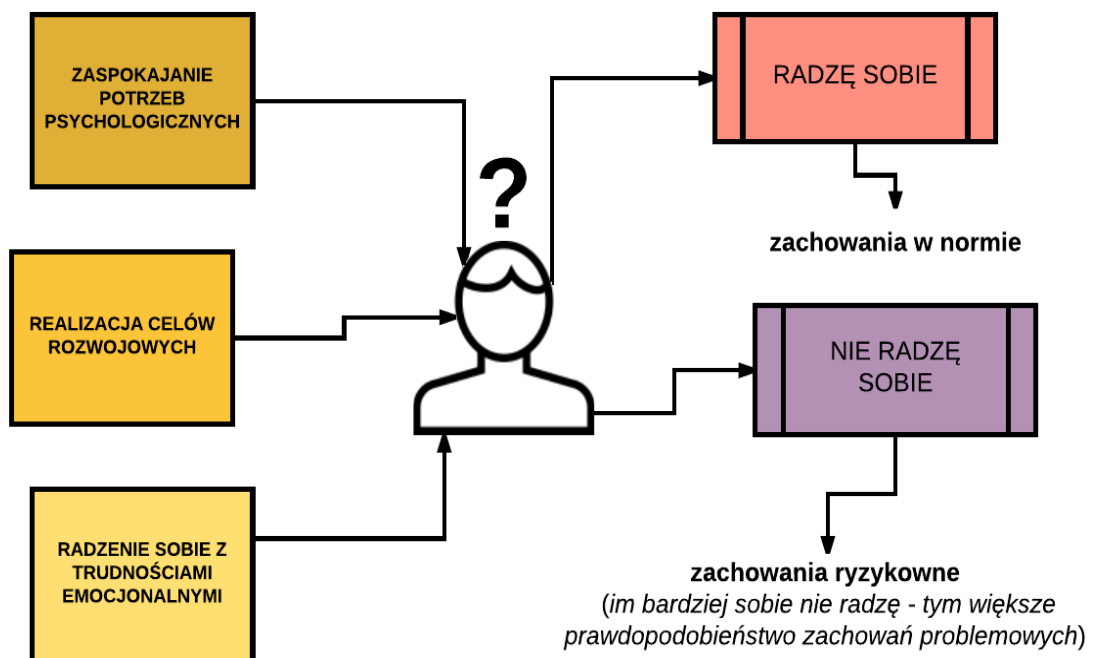 ZASPOKAJANIE
POTRZEB
PSYCHOLOGICZNYCH
?
RADZĘ SOBIE
zachowania w normie
REALIZACJA CELÓW
ROZWOJOWYCH
NIE RADZĘ
SOBIE
RADZENIE SOBIE Z
TRUDNOŚCIAMI
EMOCJONALNYMI
zachowania ryzykowne
(im bardziej sobie nie radzę - tym większe
prawdopodobieństwo zachowań problemowych)